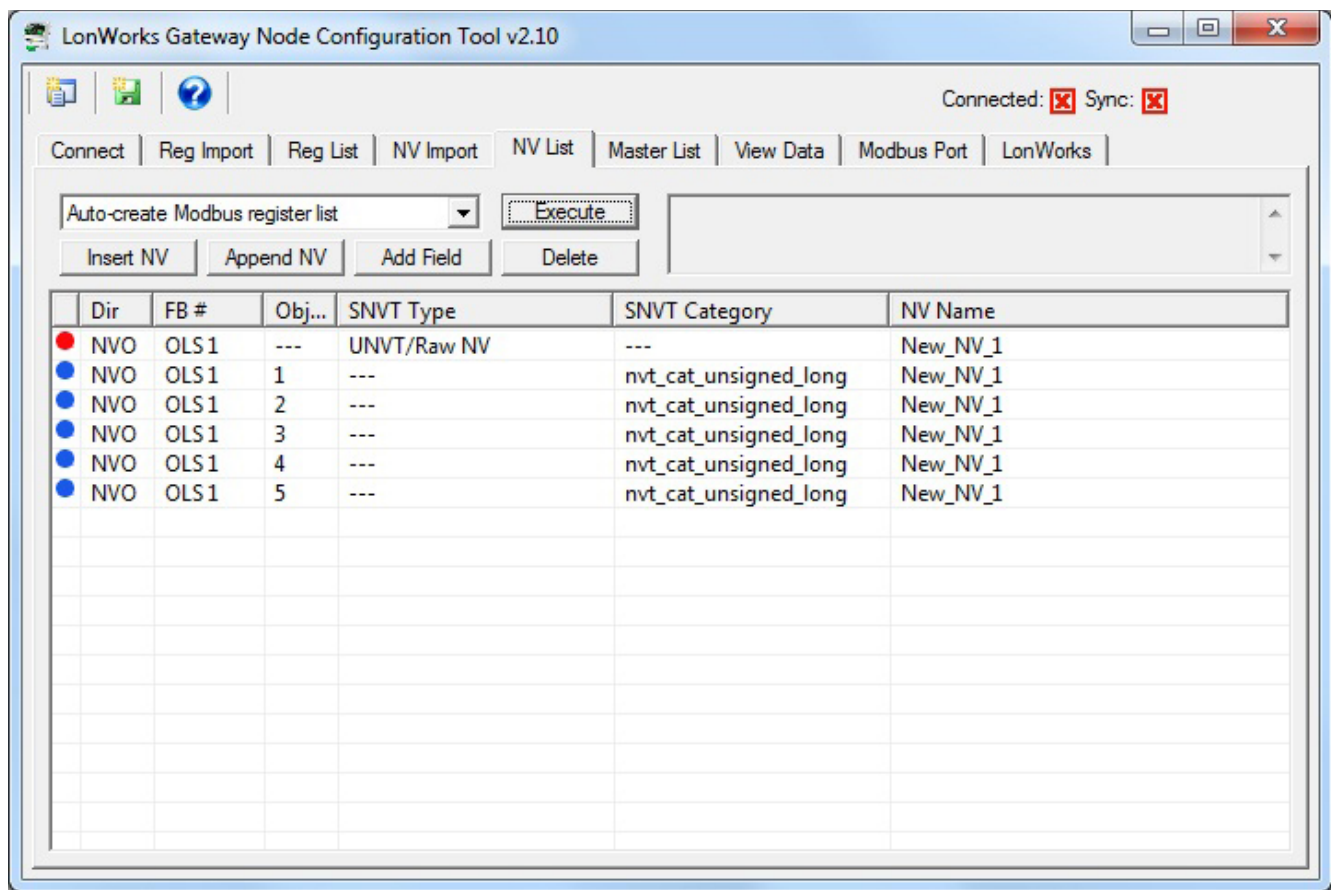 LonWorks Gateway Node Configuration Tool v2.10
Connected: Sync:
Connect Reg Import Reg List NV Import NV List Master List View Data Modbus Port LonWorks
Auto-create Modbus register list Execute
Insert NV Append NV Add Field Delete
Dir FB # Obj... SNVT Type SNVT Category NV Name
NVO OLS 1 --- UNVT/Raw NV --- New_NV_1
NVO OLS 1 1 --- nvt_cat_unsigned_long New_NV_1
NVO OLS 1 2 --- nvt_cat_unsigned_long New_NV_1
NVO OLS 1 3 --- nvt_cat_unsigned_long New_NV_1
NVO OLS 1 4 --- nvt_cat_unsigned_long New_NV_1
NVO OLS 1 5 --- nvt_cat_unsigned_long New_NV_1